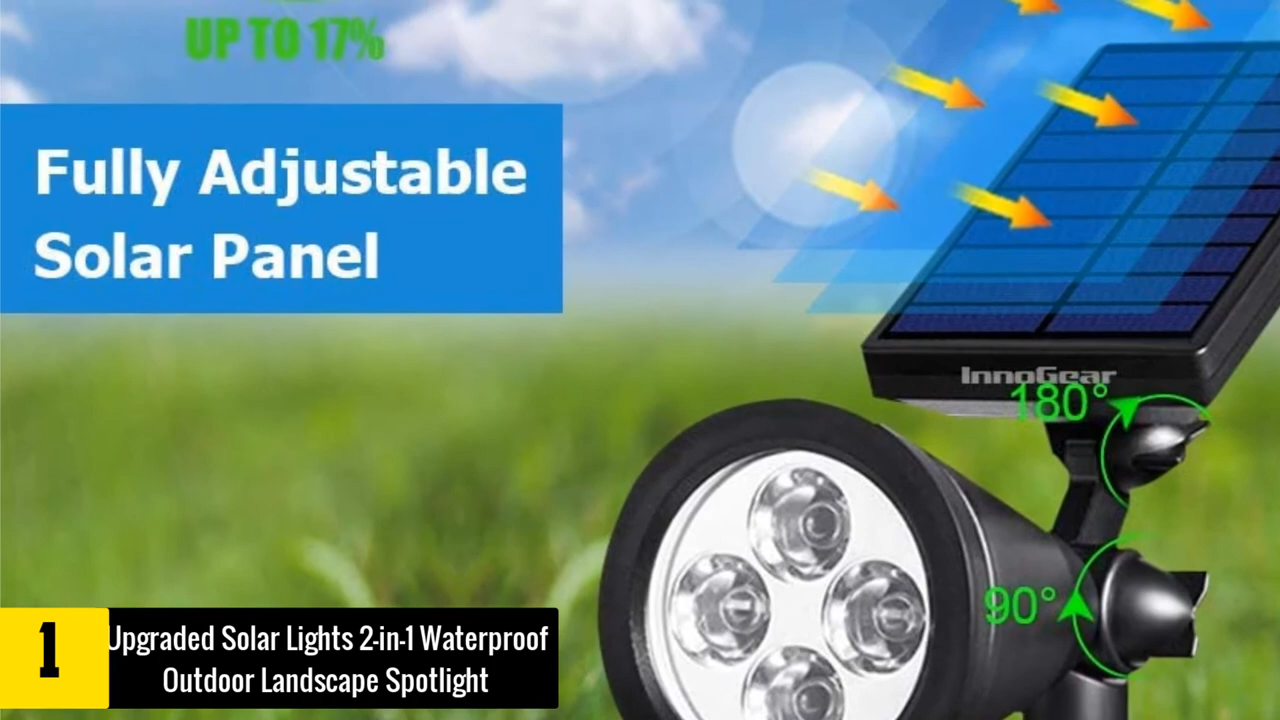 UP TO 17%
Fully Adjustable
Solar Panel
InnoGear
180°
90°
1
Upgraded Solar Lights 2-in-1 Waterproof
Outdoor Landscape Spotlight